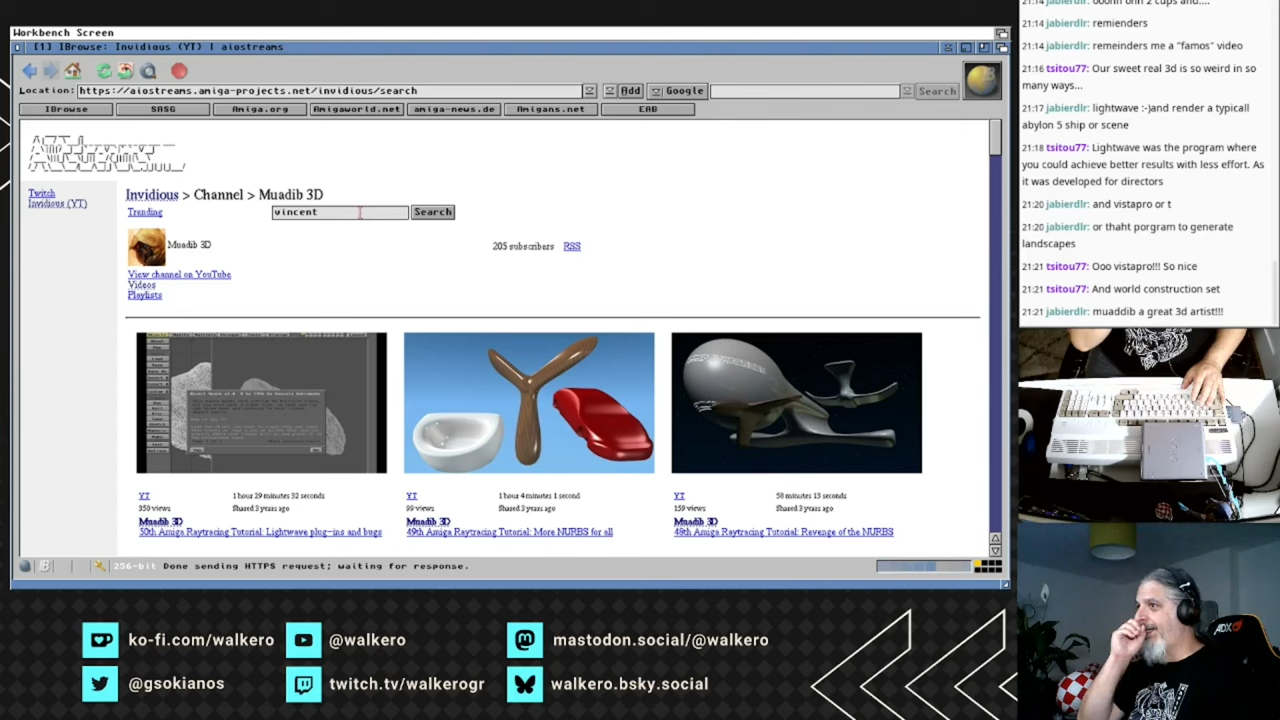 Workbench Screen
[1] IBrowse: Invidious (YT) | aiostreams
Location: https://aiostreams.amiga-projects.net/invidious/search
Add
Google
Search
IBrowse
SASG
Amiga.org
Amigaworld.net
amiga-news.de
Amigans.net
EAB
Twitch
Invidious (YT)
Invidious > Channel > Muadib 3D
Trending
vincent
Search
Muadib 3D
205 subscribers
RSS
View channel on YouTube
Videos
Playlists
YT
1 hour 29 minutes 32 seconds
350 views
Shared 3 years ago
Muadib 3D
50th Amiga Raytracing Tutorial: Lightwave plug-ins and bugs
YT
1 hour 4 minutes 1 second
99 views
Shared 3 years ago
Muadib 3D
49th Amiga Raytracing Tutorial: More NURBS for all
YT
58 minutes 13 seconds
159 views
Shared 3 years ago
Muadib 3D
48th Amiga Raytracing Tutorial: Revenge of the NURBS
256-bit Done sending HTTPS request; waiting for response.
21:14 jabierdlr: ooohh ohh 2 cups and....
21:14 jabierdlr: remienders
21:14 jabierdlr: remeinders me a "famos" video
21:16 tsitou77: Our sweet real 3d is so weird in so
many ways...
21:17 jabierdlr: lightwave :-)and render a typicall
abylon 5 ship or scene
21:18 tsitou77: Lightwave was the program where
you could achieve better results with less effort. As
it was developed for directors
21:20 jabierdlr: and vistapro or t
21:20 jabierdlr: or thaht porgram to generate
landscapes
21:21 tsitou77: Ooo vistapro!!! So nice
21:21 tsitou77: And world construction set
21:21 jabierdlr: muaddib a great 3d artist!!!
ADX
ko-fi.com/walkero
@walkero
mastodon.social/@walkero
@gsokianos
twitch.tv/walkerogr
walkero.bsky.social